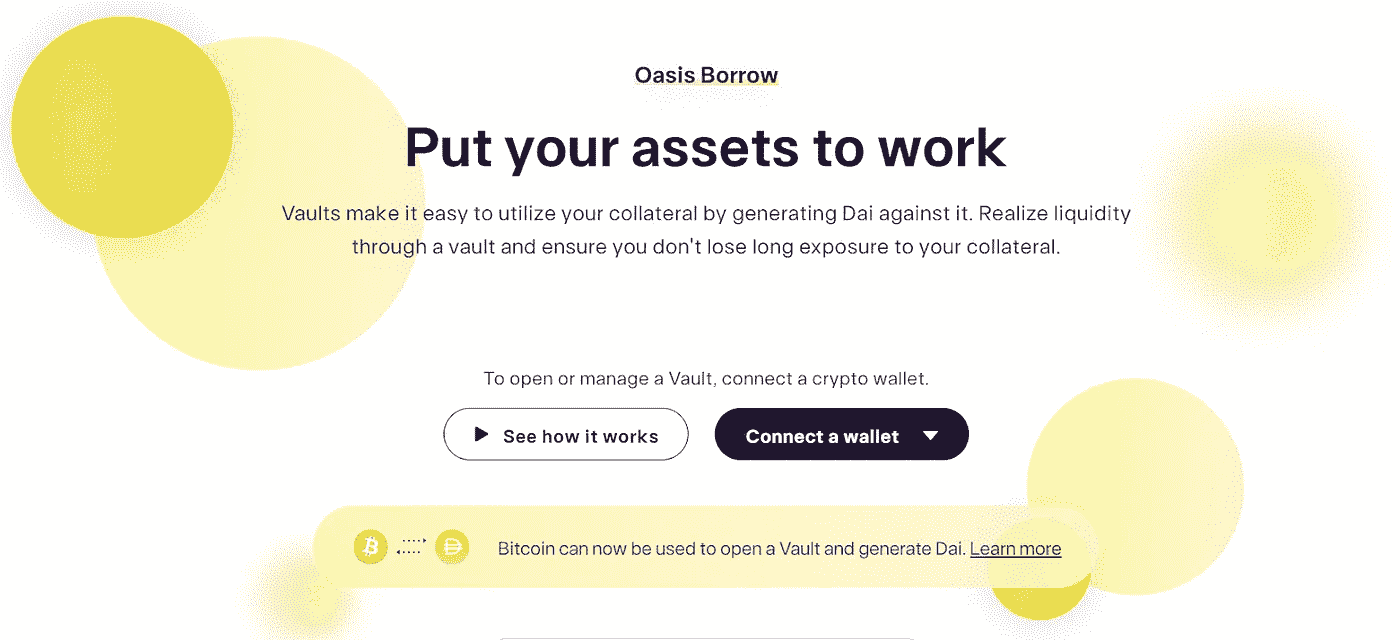 Oasis Borrow
Put your assets to work
Vaults make it easy to utilize your collateral by generating Dai against it. Realize liquidity
through a vault and ensure you don't lose long exposure to your collateral.
To open or manage a Vault, connect a crypto wallet.
See how it works
Connect a wallet
Bitcoin can now be used to open a Vault and generate Dai. Learn more